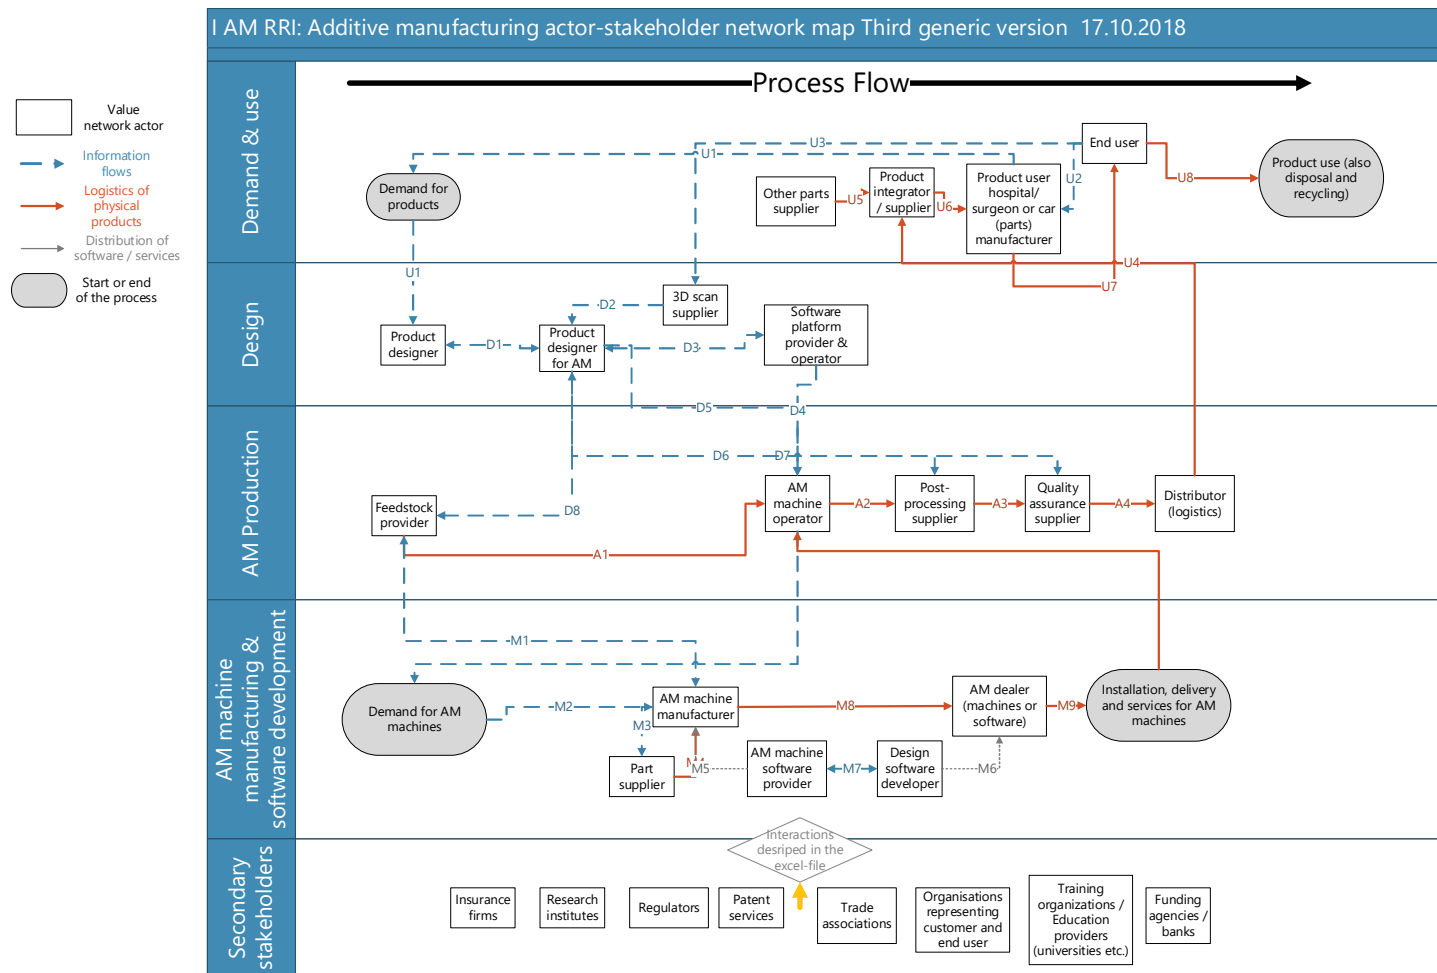 I AM RRI: Additive manufacturing actor-stakeholder network map Third generic version 17.10.2018
Process Flow
Value
network actor
Information
flows
Logistics of
physical
products
Distribution of
software / services
Start or end
of the process
Demand & use
Demand for
products
U1
U3
U1
Other parts
supplier
U5
Product
integrator
/ supplier
U6
Product user
hospital/
surgeon or car
(parts)
manufacturer
U2
End user
U8
Product use (also
disposal and
recycling)
U4
U7
Design
Product
designer
D1
Product
designer
for AM
D2
3D scan
supplier
D3
Software
platform
provider &
operator
D5
D4
AM Production
D6
D7
D8
Feedstock
provider
A1
AM
machine
operator
A2
Post-
processing
supplier
A3
Quality
assurance
supplier
A4
Distributor
(logistics)
AM machine
manufacturing &
software development
M1
Demand for AM
machines
M2
M3
AM machine
manufacturer
M8
AM dealer
(machines or
software)
M9
Installation, delivery
and services for AM
machines
Part
supplier
M5
AM machine
software
provider
M7
Design
software
developer
M6
Secondary
stakeholders
Interactions
desriped in the
excel-file
Insurance
firms
Research
institutes
Regulators
Patent
services
Trade
associations
Organisations
representing
customer and
end user
Training
organizations /
Education
providers
(universities etc.)
Funding
agencies /
banks